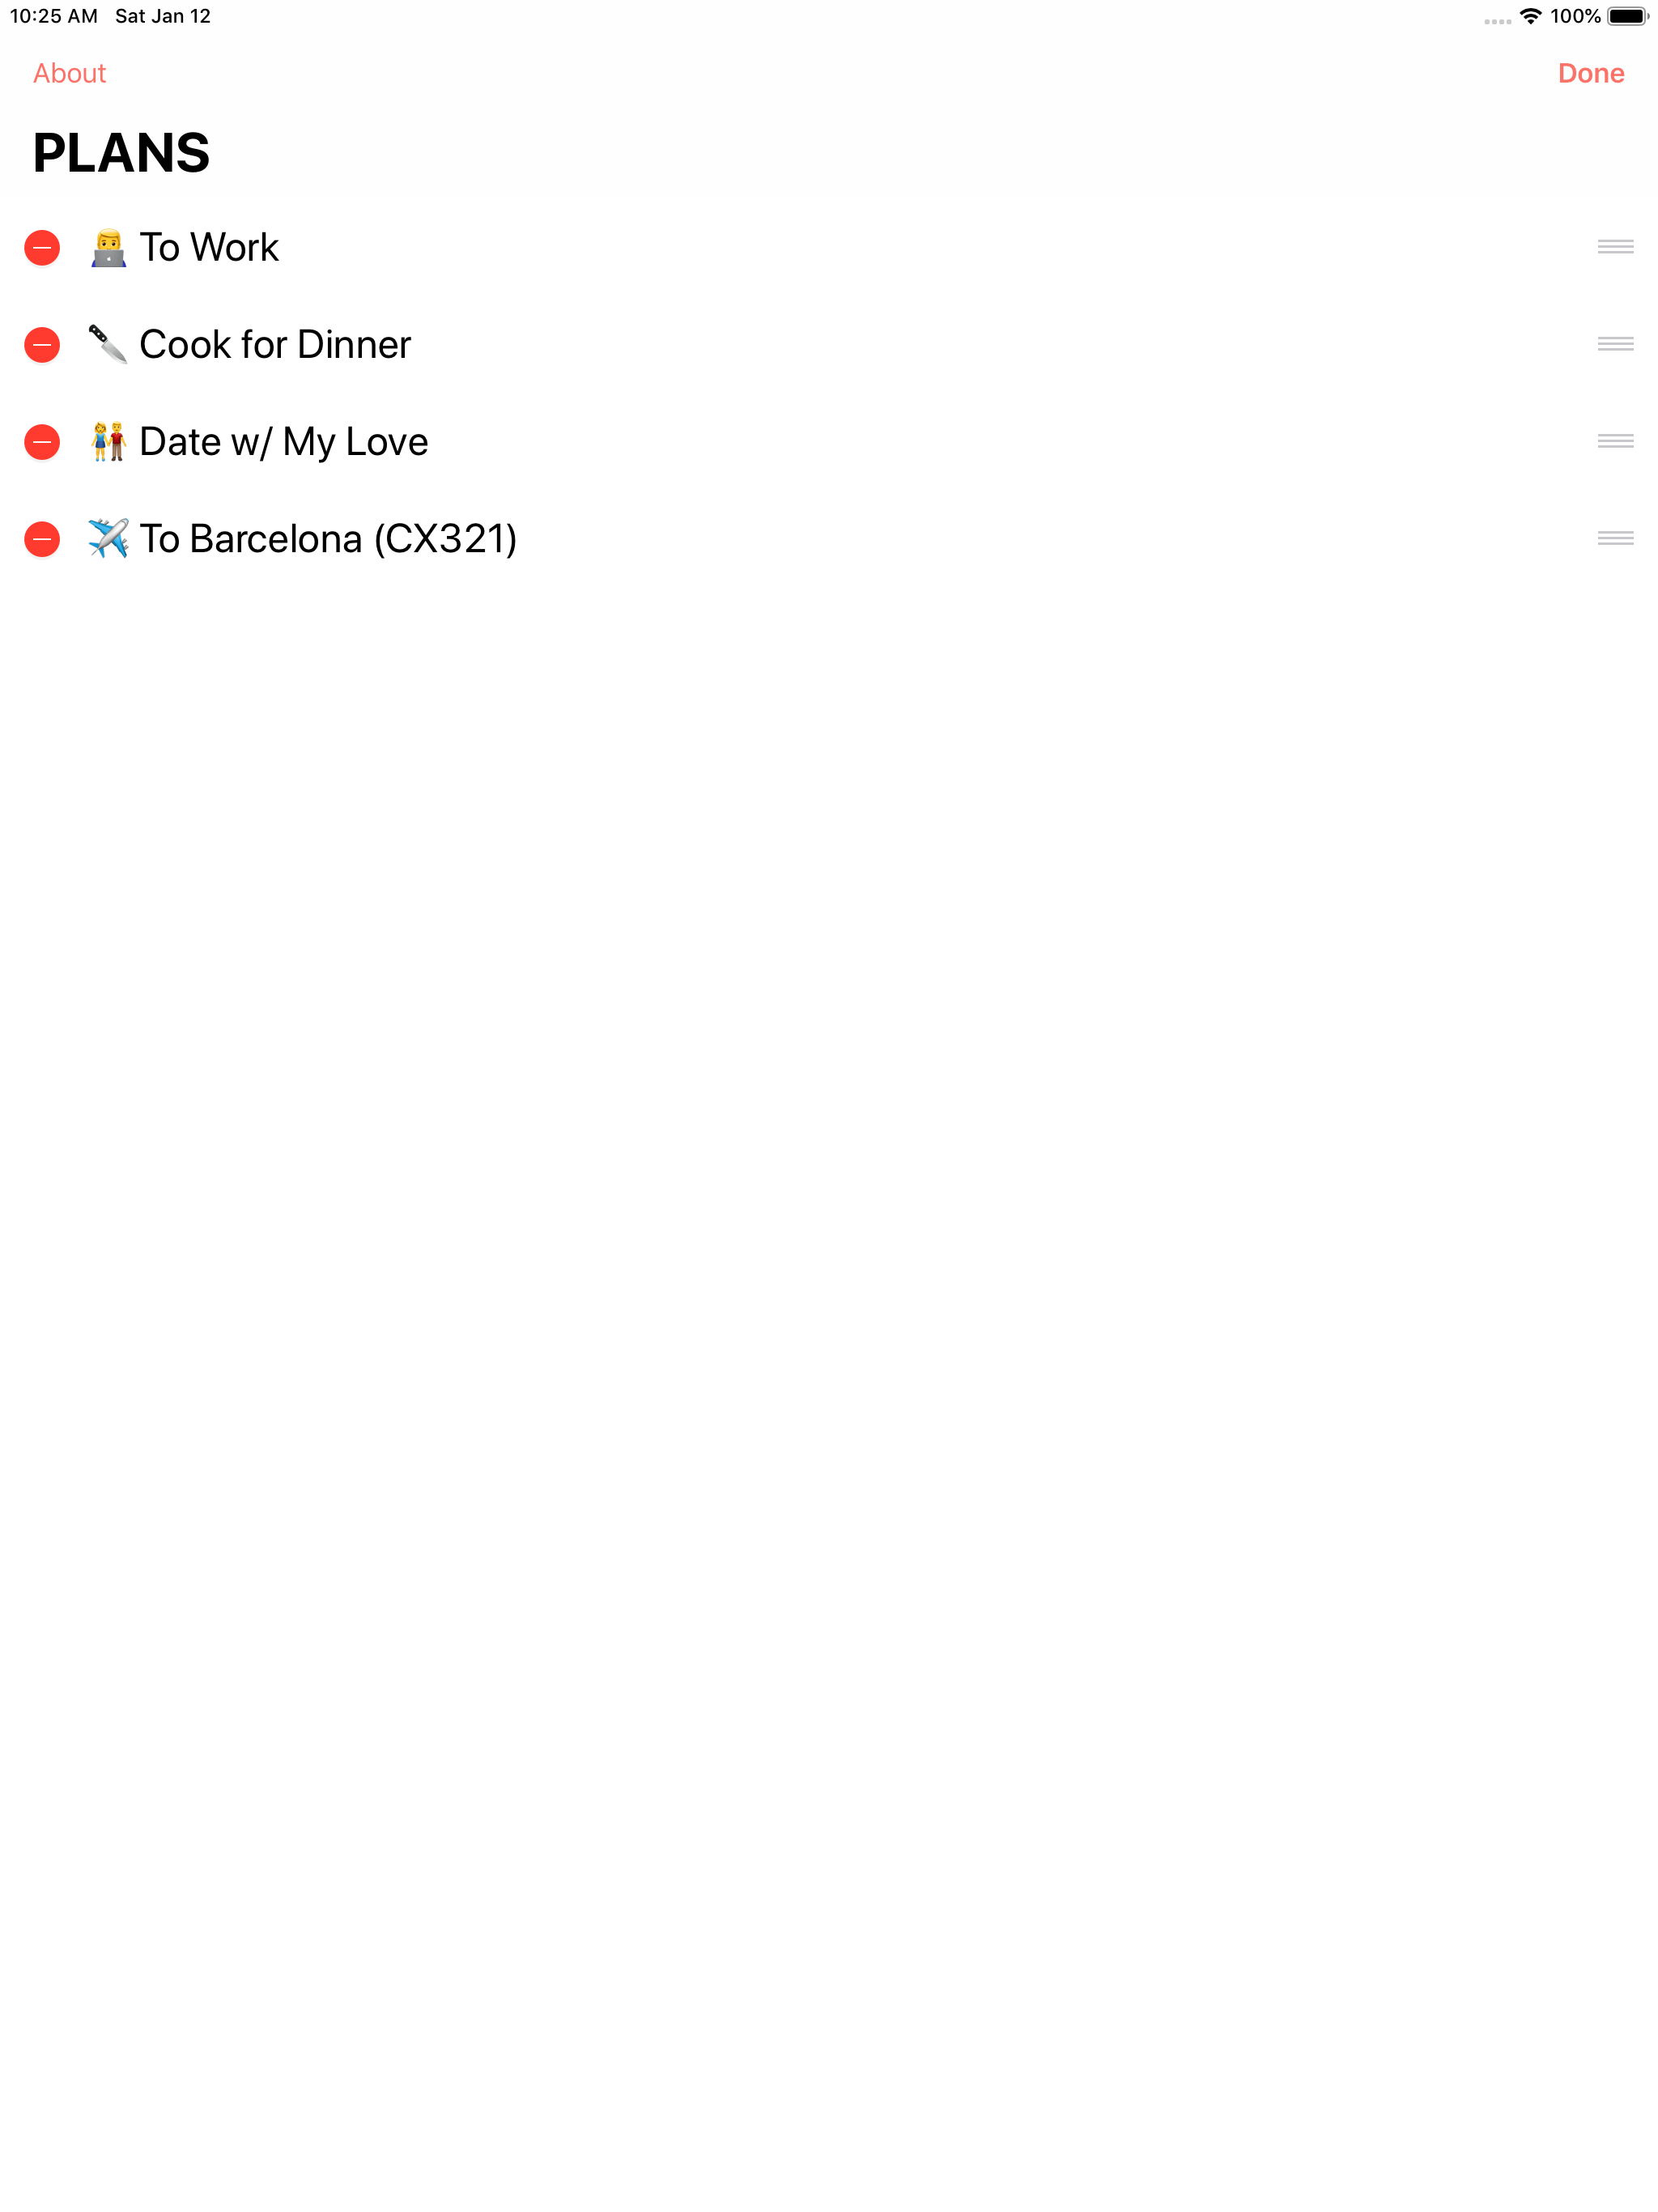 10:25 AM Sat Jan 12 100%
About Done
PLANS
👨‍💻 To Work
🔪 Cook for Dinner
👫 Date w/ My Love
✈️ To Barcelona (CX321)